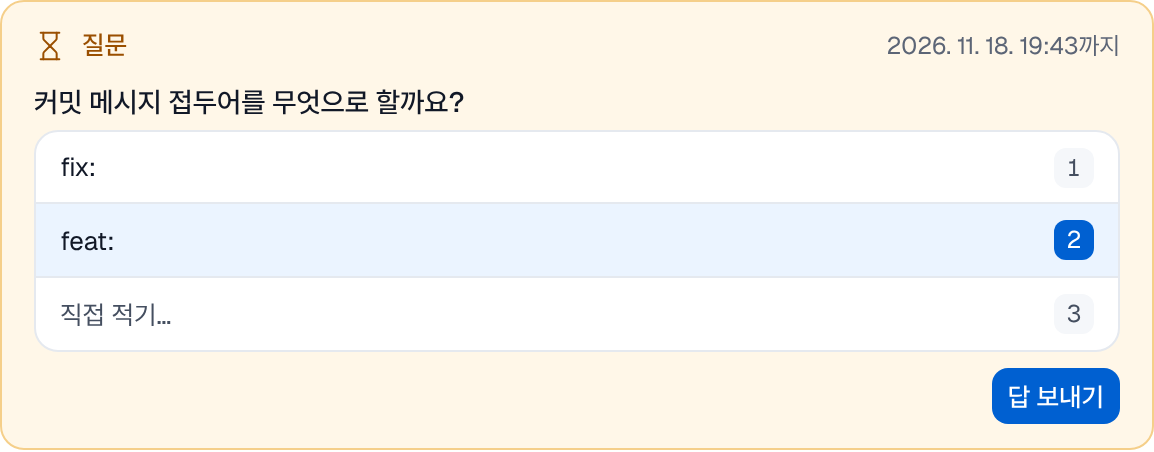 질문
2026. 11. 18. 19:43까지
커밋 메시지 접두어를 무엇으로 할까요?
fix: 1
feat: 2
직접 적기... 3
답 보내기